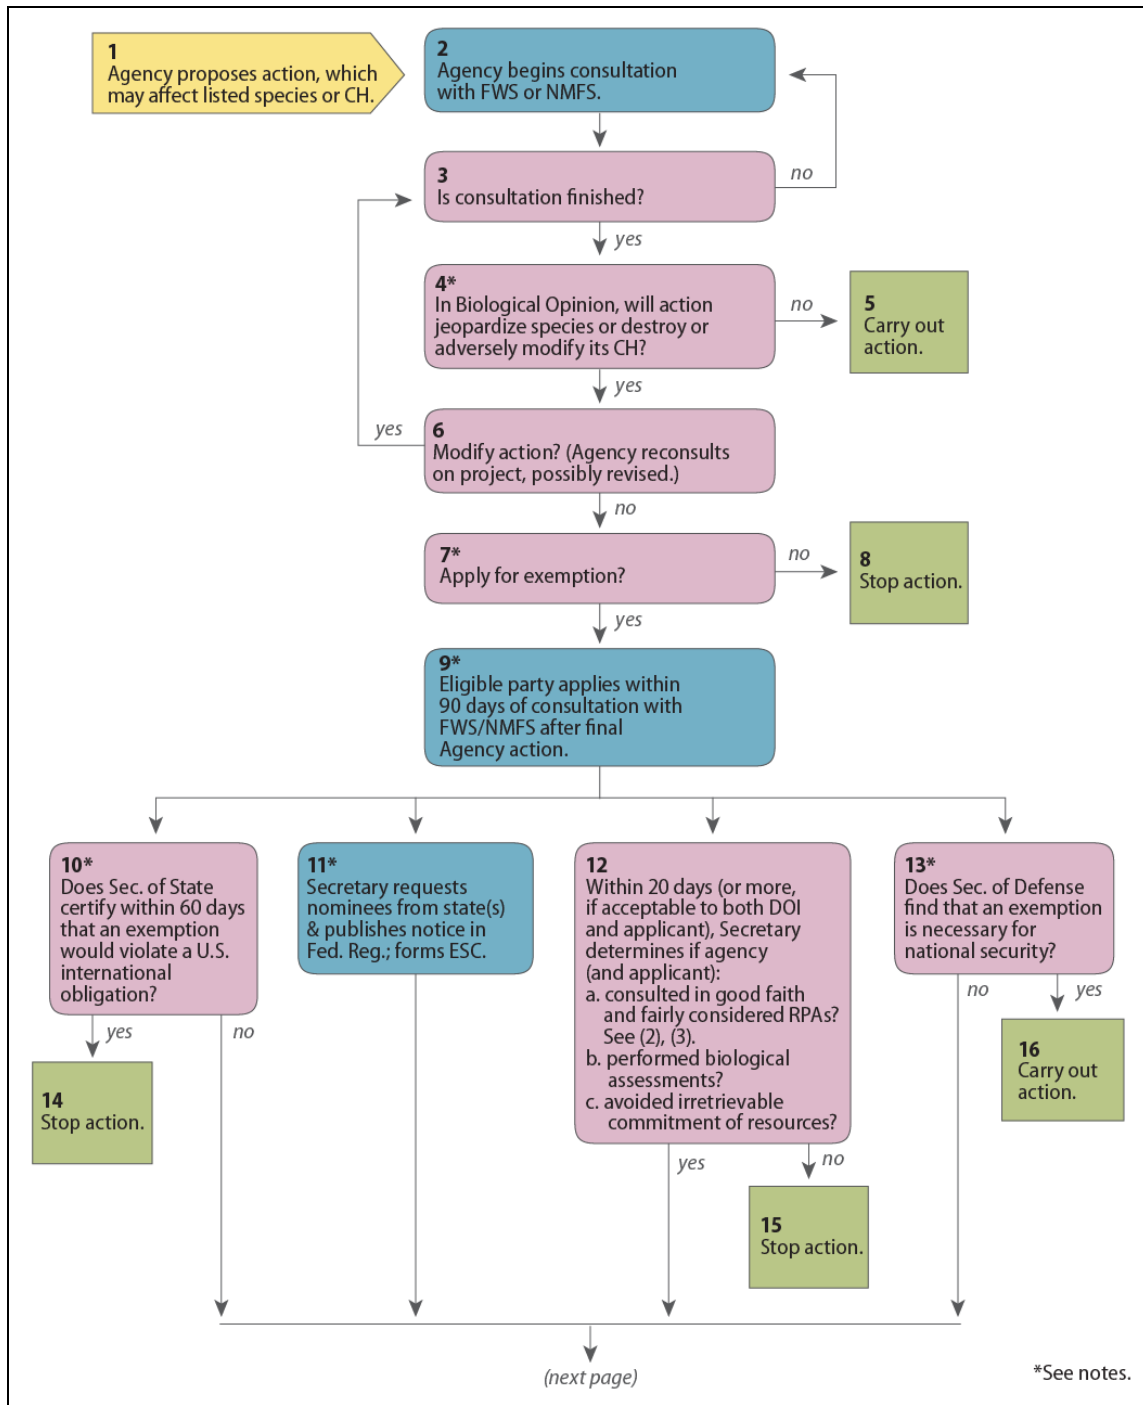 1
Agency proposes action, which
may affect listed species or CH.
2
Agency begins consultation
with FWS or NMFS.
no
3
Is consultation finished?
yes
4*
In Biological Opinion, will action
jeopardize species or destroy or
adversely modify its CH?
no
5
Carry out
action.
yes
yes
6
Modify action? (Agency reconsults
on project, possibly revised.)
no
7*
Apply for exemption?
no
8
Stop action.
yes
9*
Eligible party applies within
90 days of consultation with
FWS/NMFS after final
Agency action.
10*
Does Sec. of State
certify within 60 days
that an exemption
would violate a U.S.
international
obligation?
yes
no
11*
Secretary requests
nominees from state(s)
& publishes notice in
Fed. Reg.; forms ESC.
12
Within 20 days (or more,
if acceptable to both DOI
and applicant), Secretary
determines if agency
(and applicant):
a. consulted in good faith
and fairly considered RPAs?
See (2), (3).
b. performed biological
assessments?
c. avoided irretrievable
commitment of resources?
yes
no
13*
Does Sec. of Defense
find that an exemption
is necessary for
national security?
no
yes
14
Stop action.
15
Stop action.
16
Carry out
action.
(next page)
*See notes.